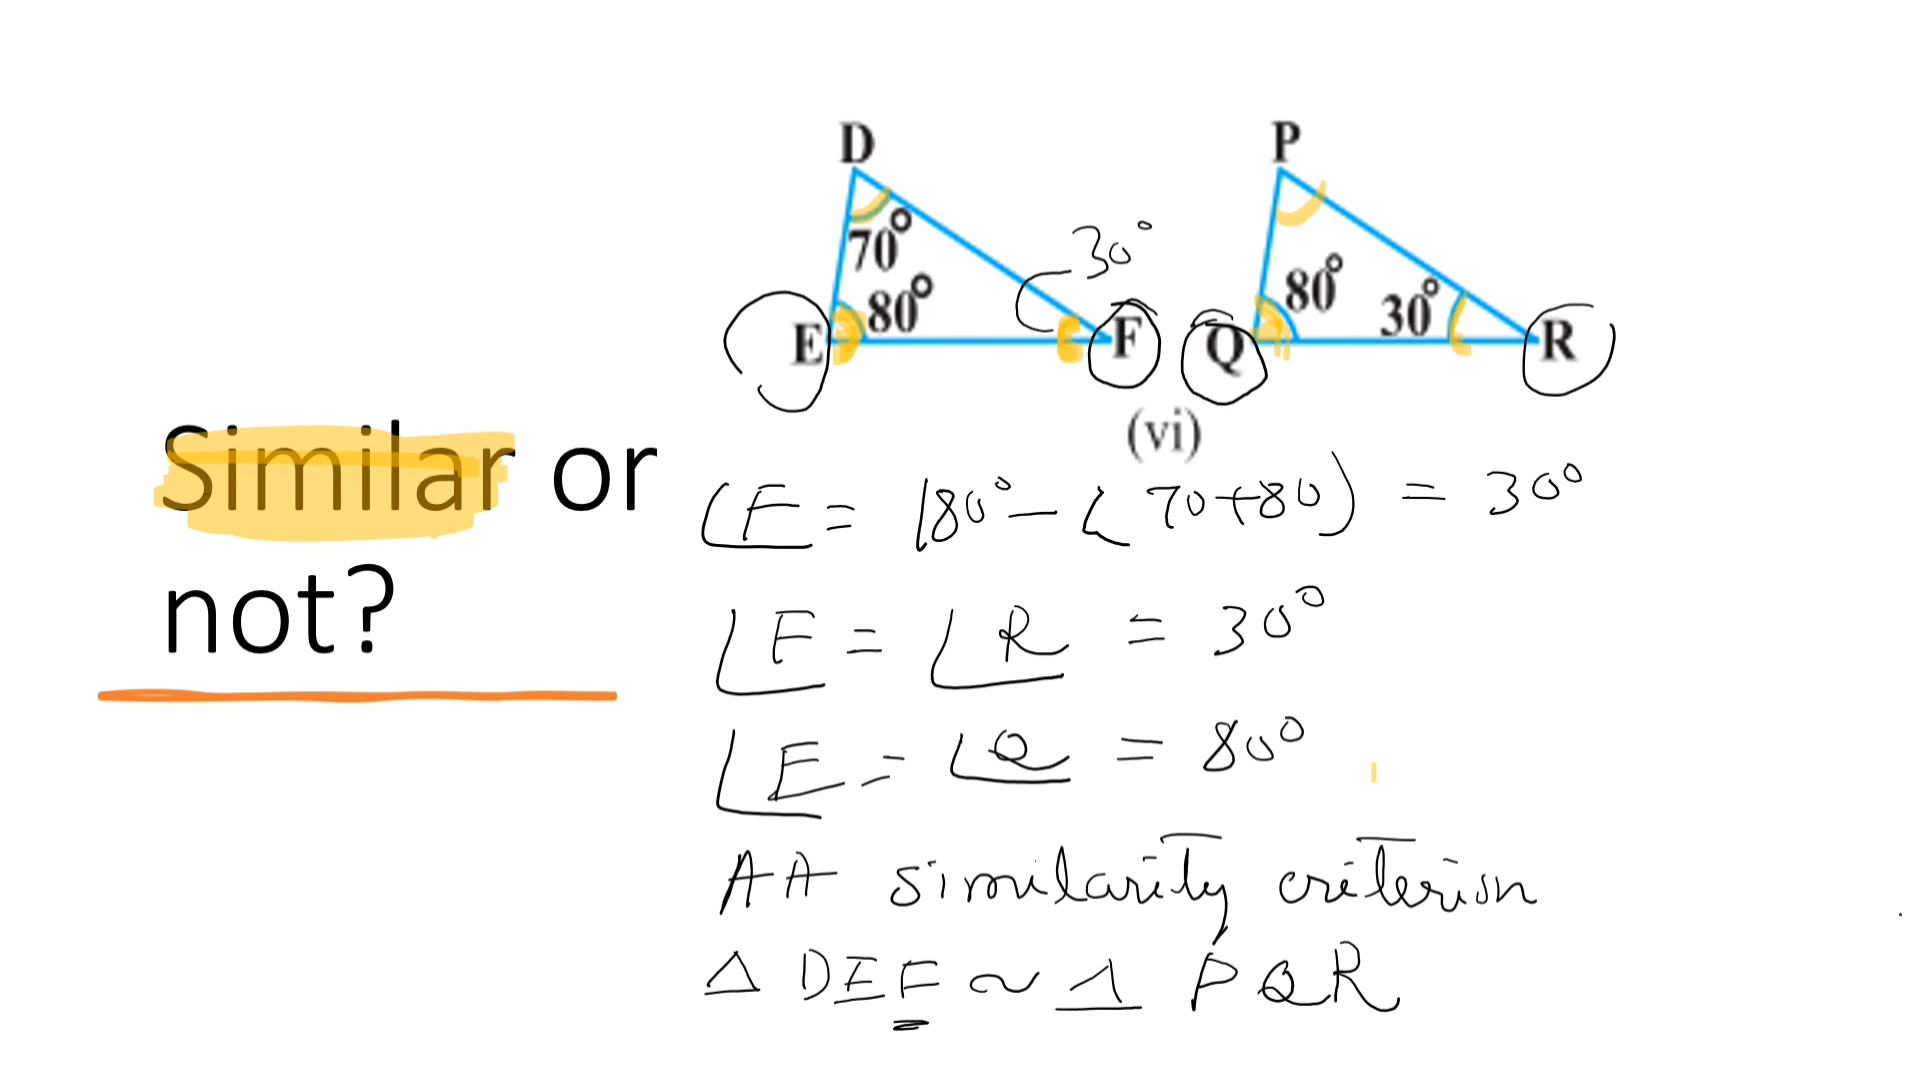 D
P
70°
30°
80°
80°
30°
E
F
Q
R
(vi)
Similar or
not?
∠F = 180° - (70+80) = 30°
∠F = ∠R = 30°
∠E = ∠Q = 80°
AA similarity criterion
Δ DEF ~ Δ PQR